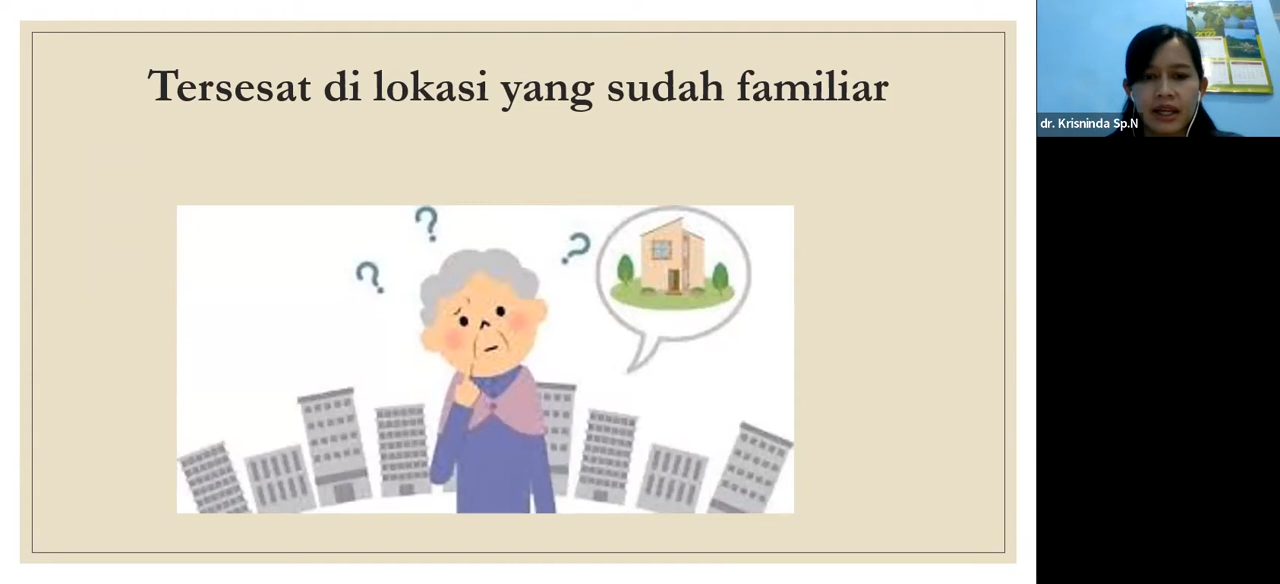 Tersesat di lokasi yang sudah familiar
? ? ?
dr. Krisninda Sp.N